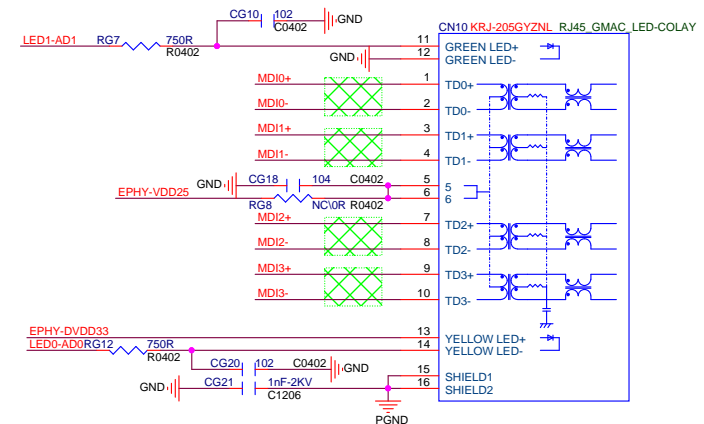 CG10 102 GND
C0402
CN10 KRJ-205GYZNL RJ45_GMAC_LED-COLAY
LED1-AD1 RG7 750R 11 GREEN LED+
R0402
GND 12 GREEN LED-
MDI0+ 1 TD0+
MDI0- 2 TD0-
MDI1+ 3 TD1+
MDI1- 4 TD1-
GND CG18 104 C0402 5 5
EPHY-VDD25 6 6
RG8 NC\0R R0402
MDI2+ 7 TD2+
MDI2- 8 TD2-
MDI3+ 9 TD3+
MDI3- 10 TD3-
EPHY-DVDD33 13 YELLOW LED+
LED0-AD0 RG12 750R 14 YELLOW LED-
R0402
CG20 102 C0402 GND
15 SHIELD1
GND CG21 1nF-2KV 16 SHIELD2
C1206
PGND